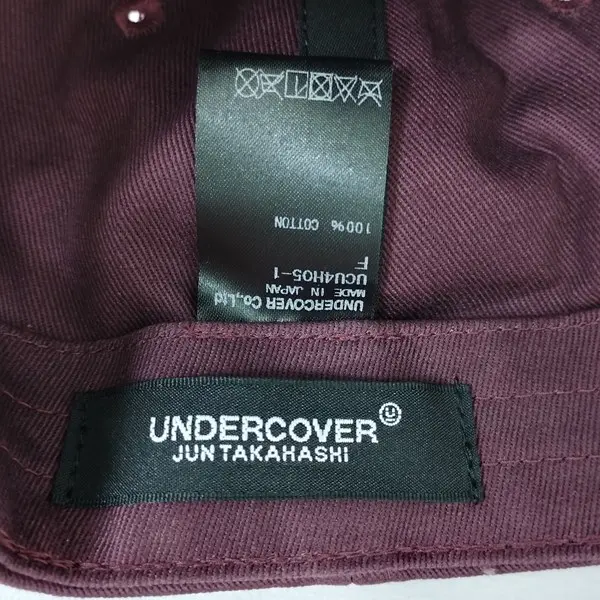 UNDERCOVER Co.,Ltd
MADE IN JAPAN
UCU4H05-1
F
100% COTTON
UNDERCOVER
JUN TAKAHASHI